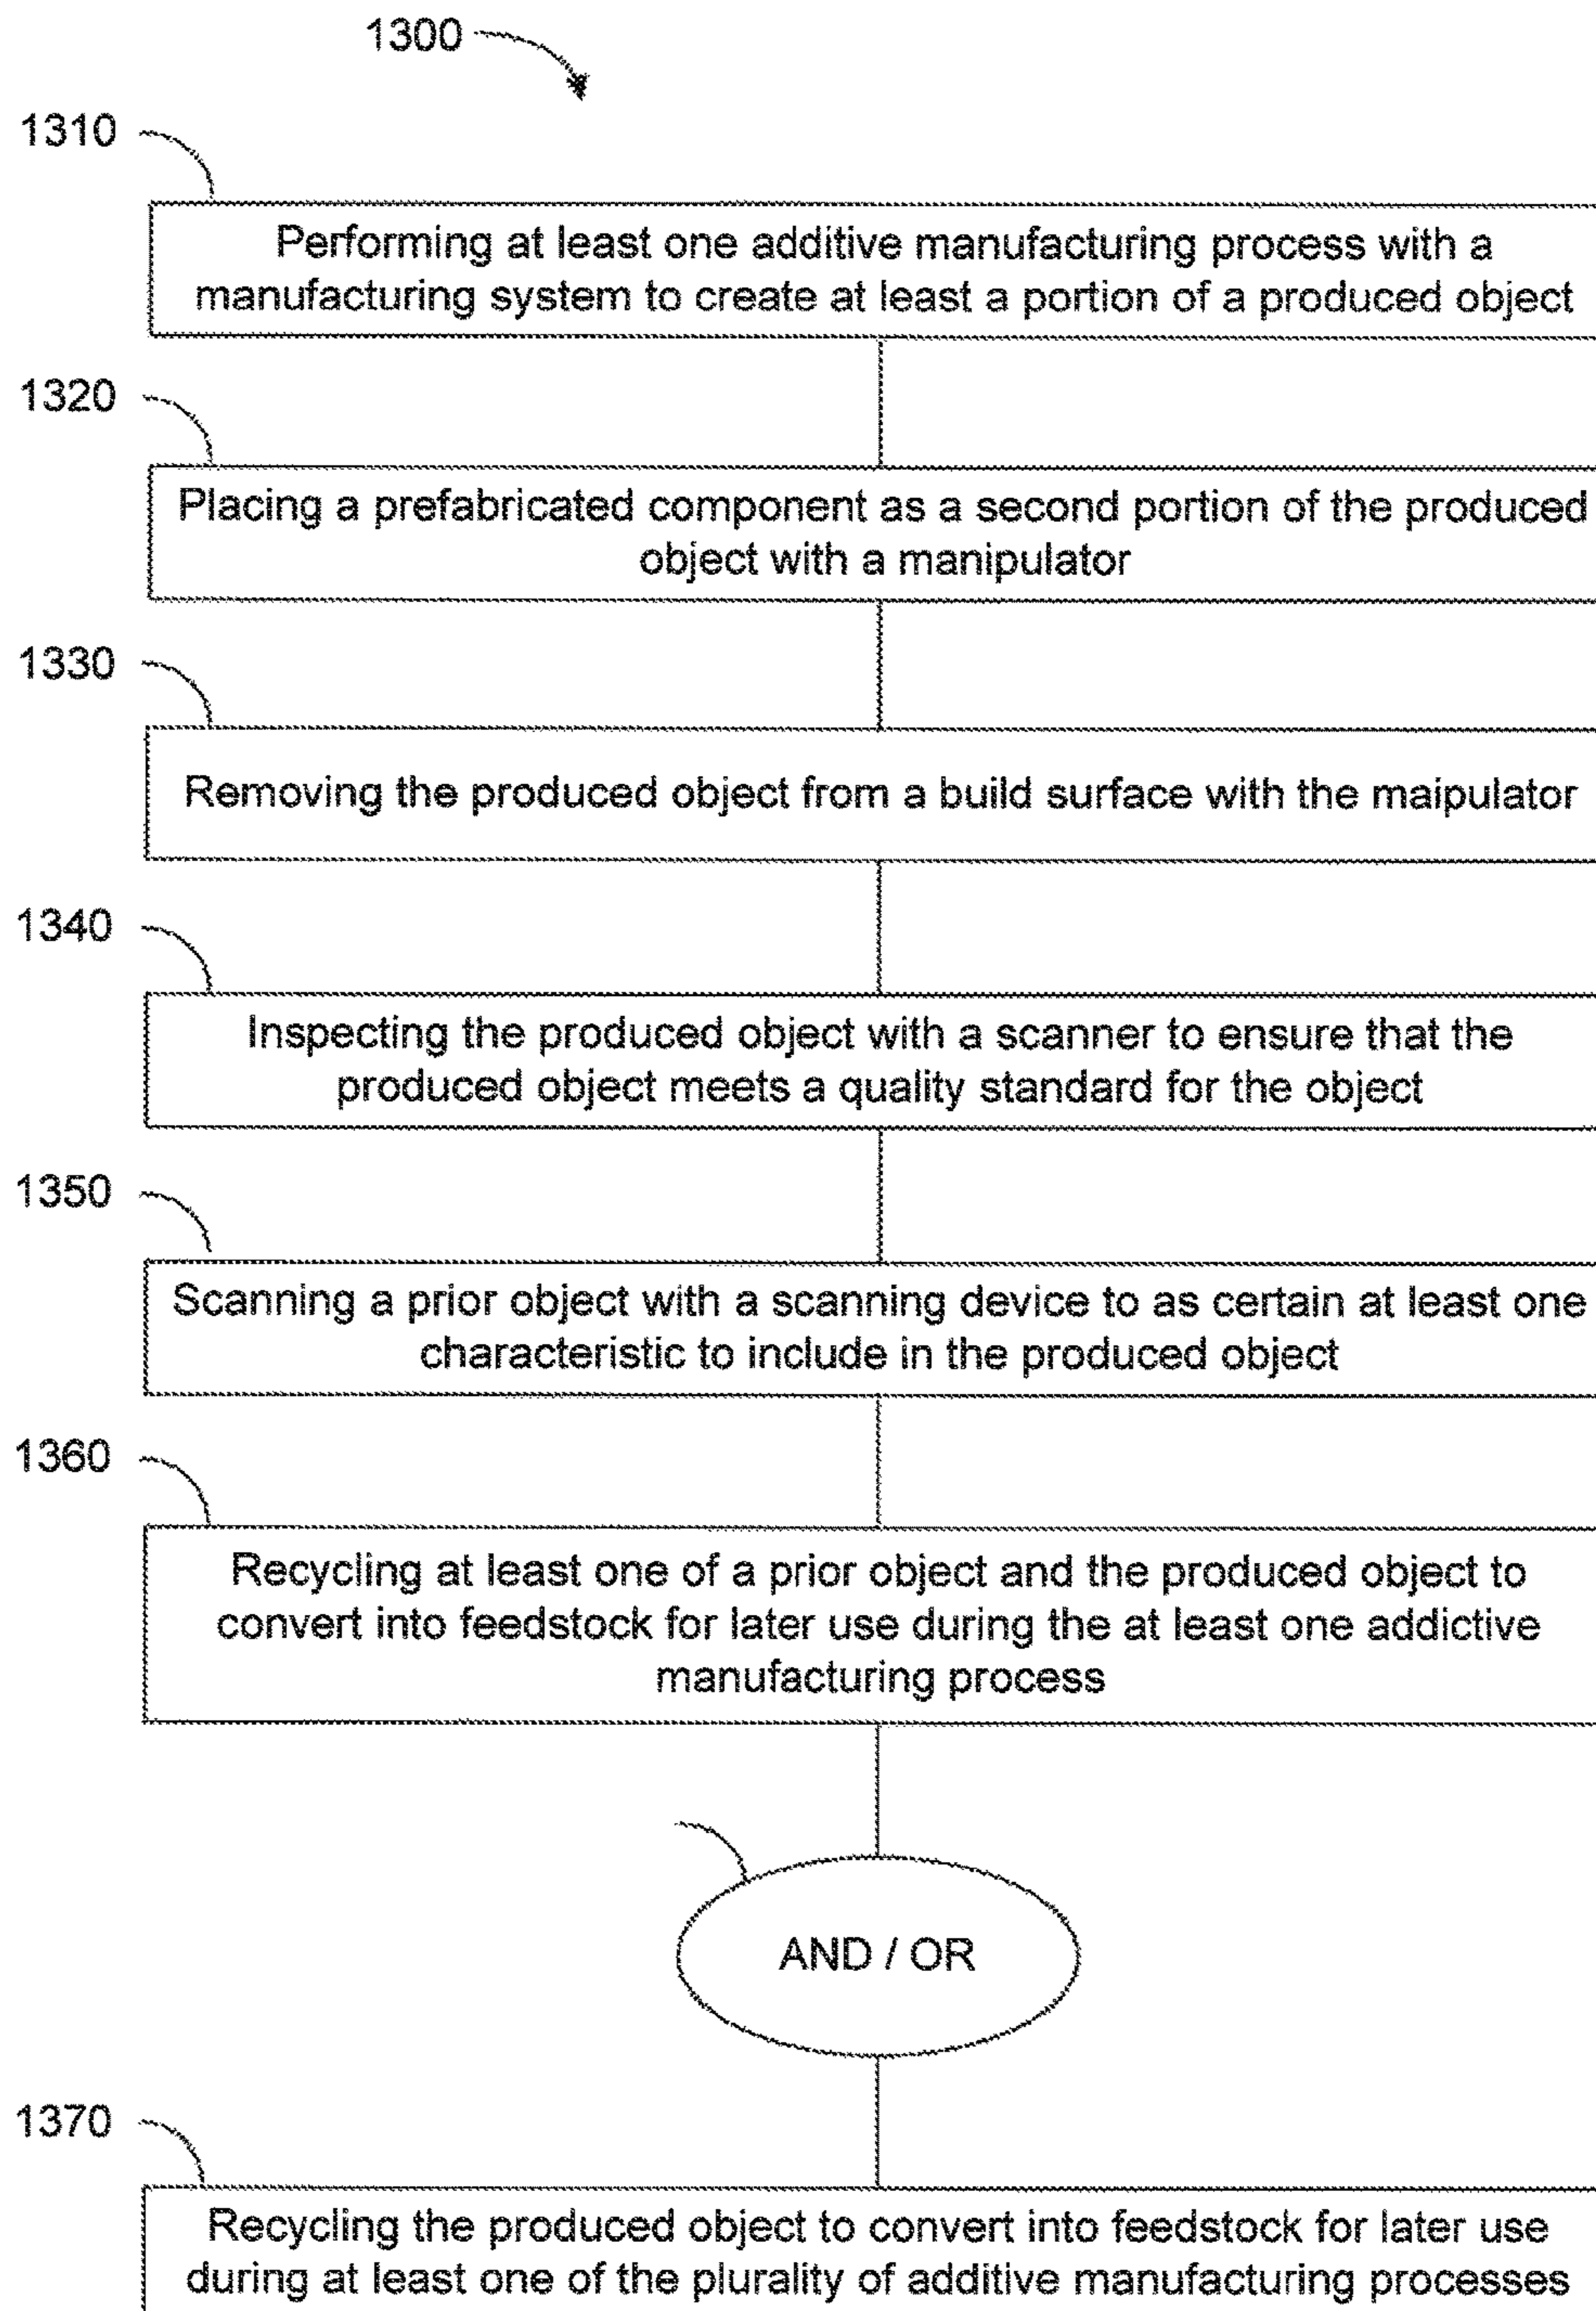 1300
1310
Performing at least one additive manufacturing process with a
manufacturing system to create at least a portion of a produced object
1320
Placing a prefabricated component as a second portion of the produced
object with a manipulator
1330
Removing the produced object from a build surface with the maipulator
1340
Inspecting the produced object with a scanner to ensure that the
produced object meets a quality standard for the object
1350
Scanning a prior object with a scanning device to as certain at least one
characteristic to include in the produced object
1360
Recycling at least one of a prior object and the produced object to
convert into feedstock for later use during the at least one addictive
manufacturing process
AND / OR
1370
Recycling the produced object to convert into feedstock for later use
during at least one of the plurality of additive manufacturing processes